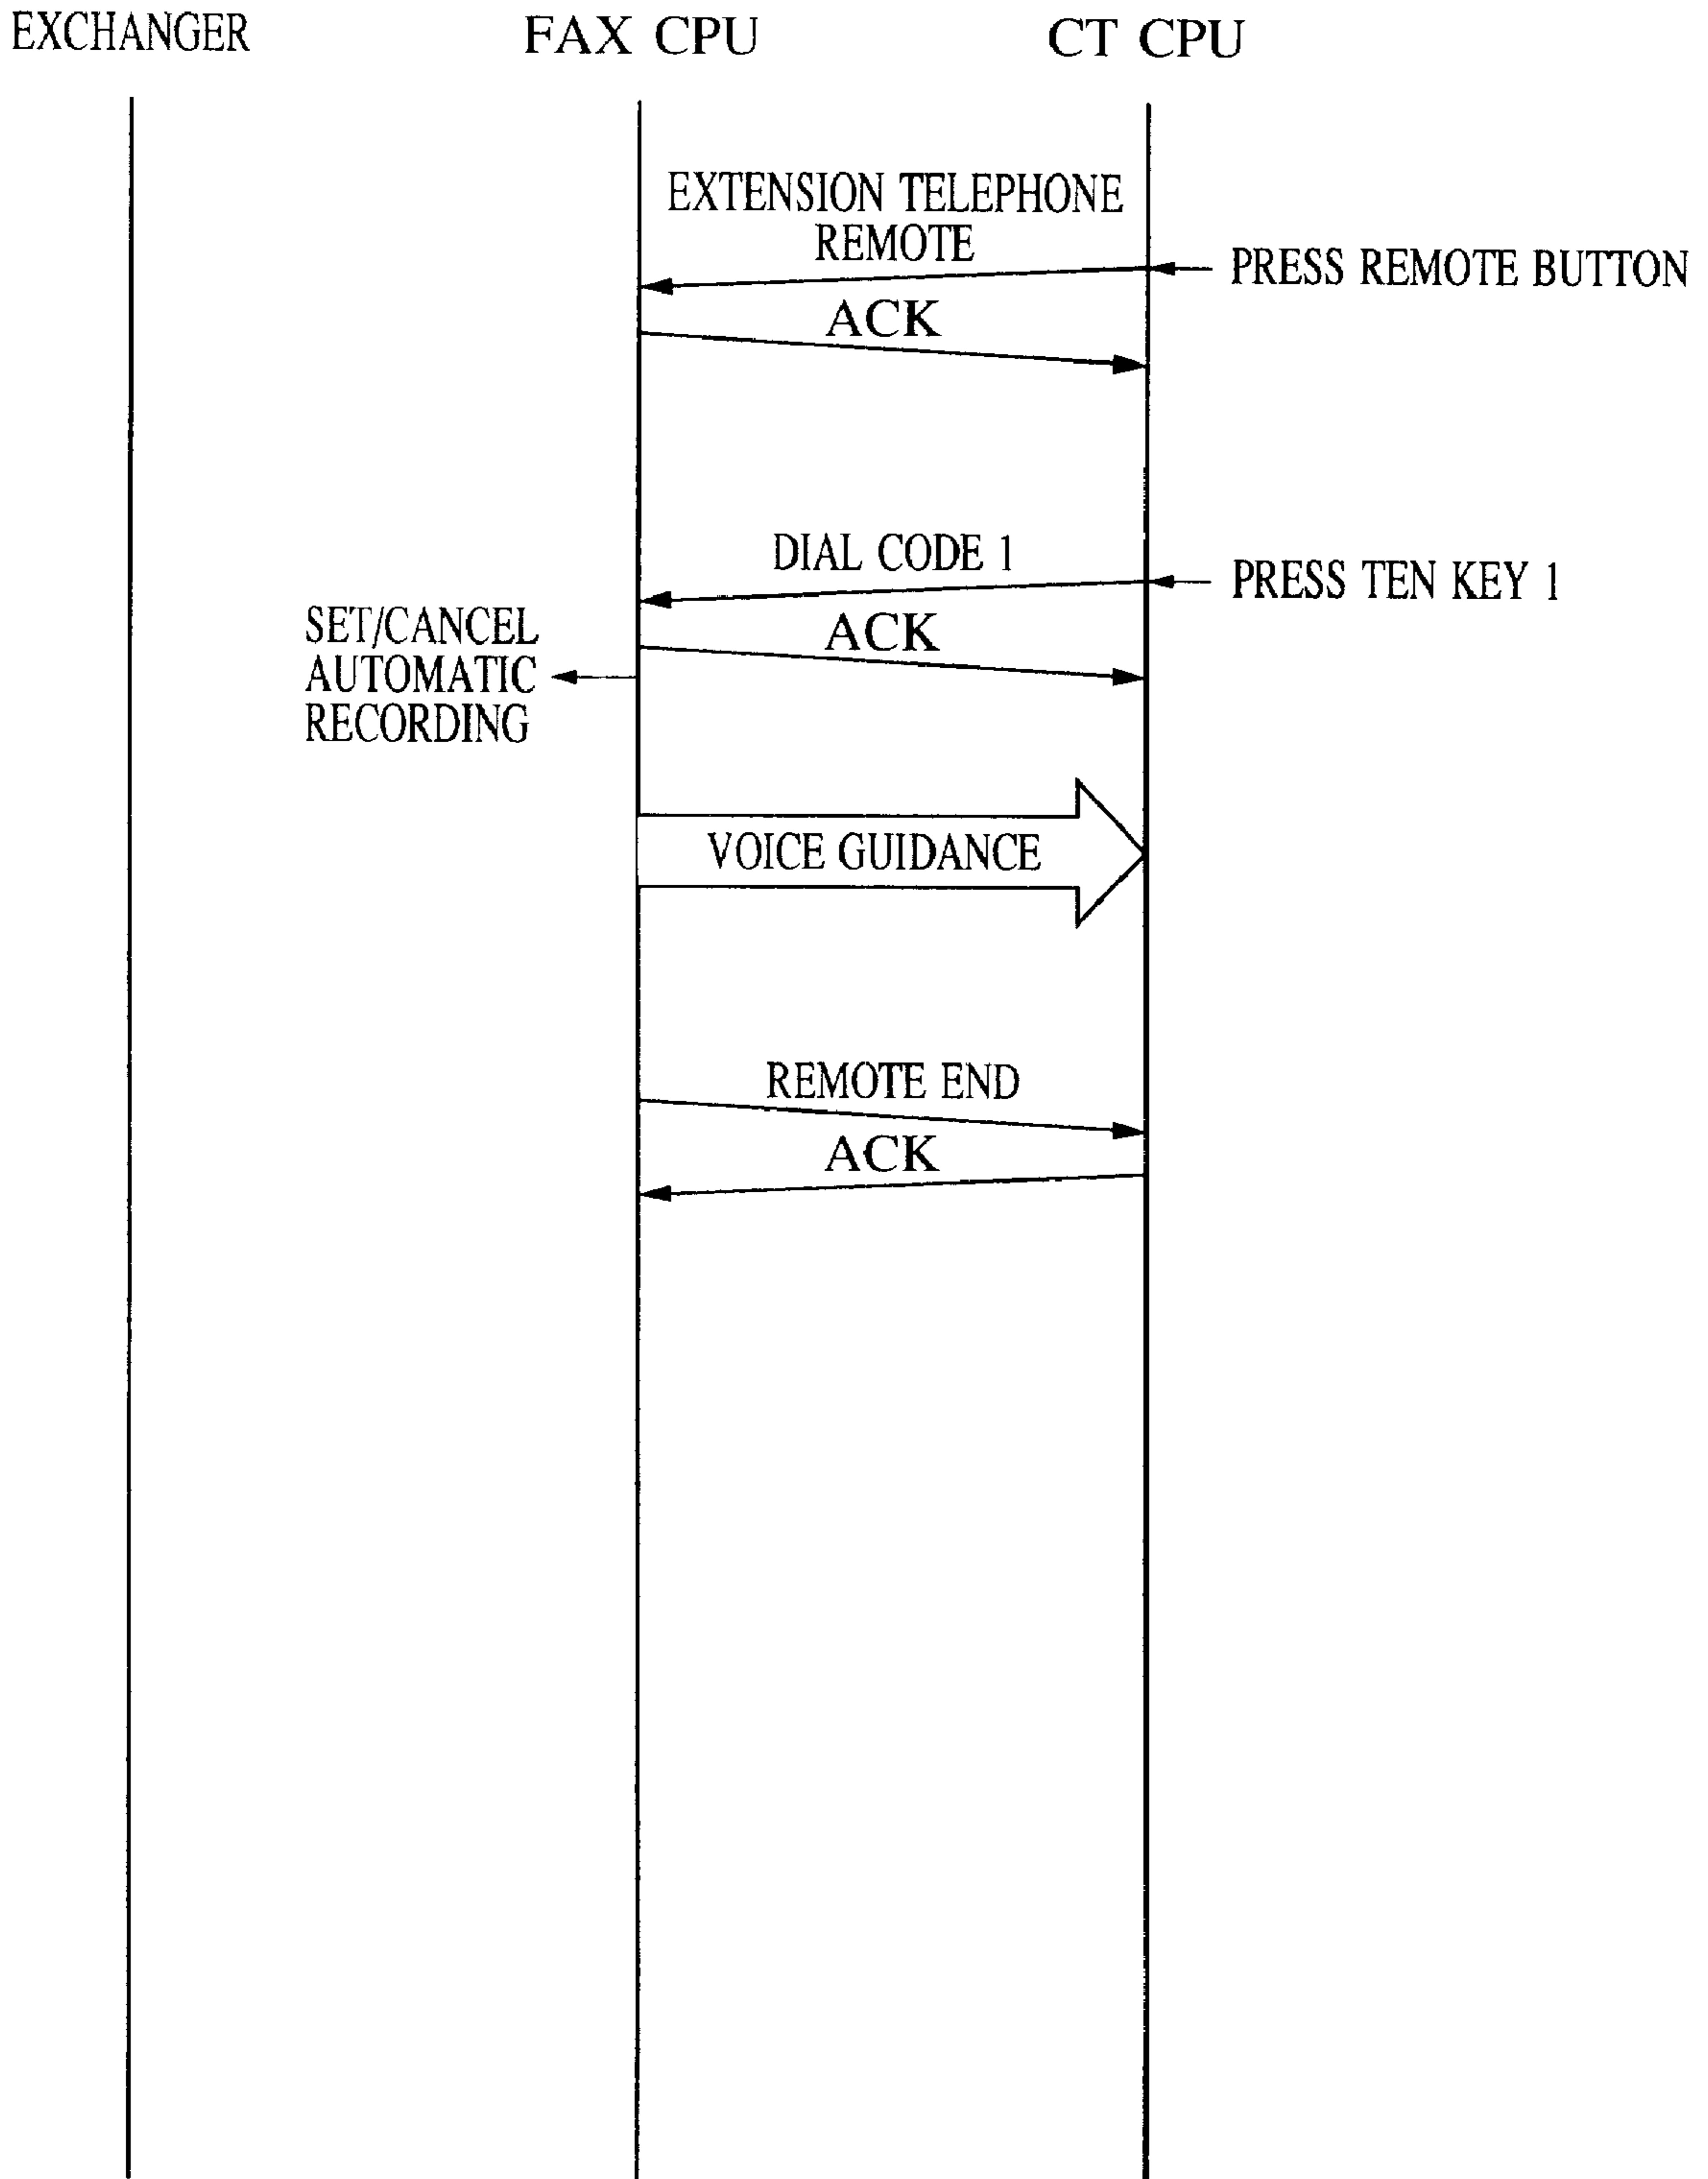 EXCHANGER
FAX CPU
CT CPU
EXTENSION TELEPHONE
REMOTE
PRESS REMOTE BUTTON
ACK
DIAL CODE 1
PRESS TEN KEY 1
SET/CANCEL
AUTOMATIC
RECORDING
ACK
VOICE GUIDANCE
REMOTE END
ACK